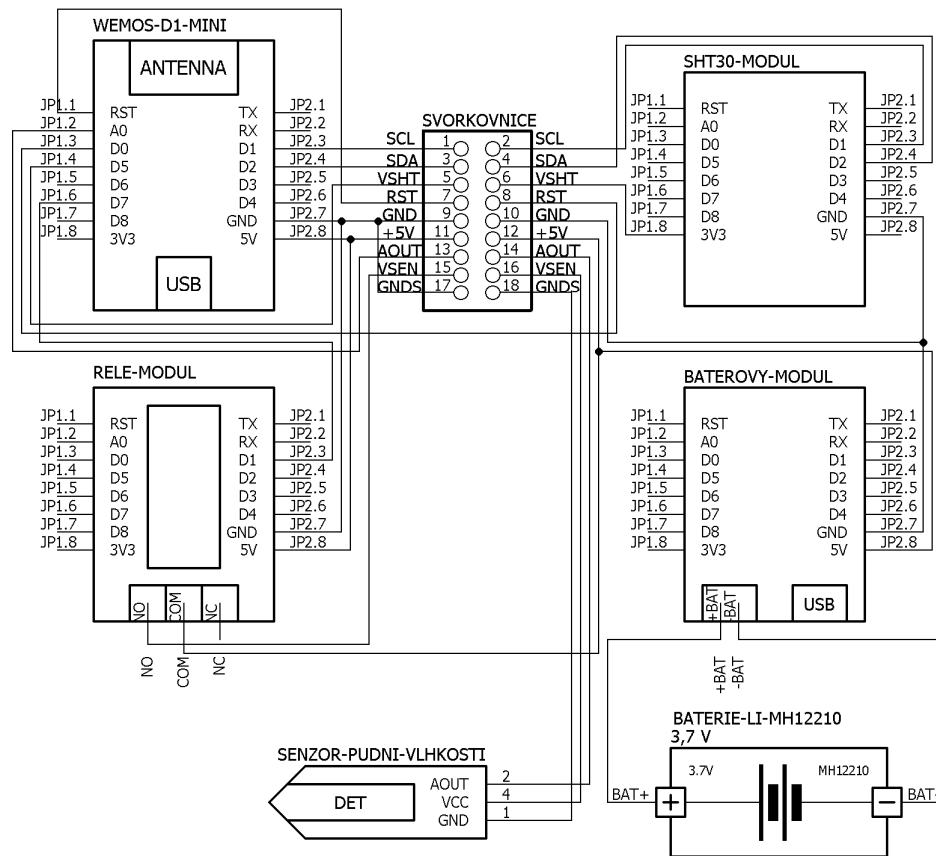 WEMOS-D1-MINI
ANTENNA
JP1.1 RST TX JP2.1
JP1.2 A0 RX JP2.2
JP1.3 D0 D1 JP2.3
JP1.4 D5 D2 JP2.4
JP1.5 D6 D3 JP2.5
JP1.6 D7 D4 JP2.6
JP1.7 D8 GND JP2.7
JP1.8 3V3 5V JP2.8
USB
SVORKOVNICE
SCL 1 2 SCL
SDA 3 4 SDA
VSHT 5 6 VSHT
RST 7 8 RST
GND 9 10 GND
+5V 11 12 +5V
AOUT 13 14 AOUT
VSEN 15 16 VSEN
GNDS 17 18 GNDS
SHT30-MODUL
JP1.1 RST TX JP2.1
JP1.2 A0 RX JP2.2
JP1.3 D0 D1 JP2.3
JP1.4 D5 D2 JP2.4
JP1.5 D6 D3 JP2.5
JP1.6 D7 D4 JP2.6
JP1.7 D8 GND JP2.7
JP1.8 3V3 5V JP2.8
RELE-MODUL
JP1.1 RST TX JP2.1
JP1.2 A0 RX JP2.2
JP1.3 D0 D1 JP2.3
JP1.4 D5 D2 JP2.4
JP1.5 D6 D3 JP2.5
JP1.6 D7 D4 JP2.6
JP1.7 D8 GND JP2.7
JP1.8 3V3 5V JP2.8
NO COM NC
NO COM NC
BATEROVY-MODUL
JP1.1 RST TX JP2.1
JP1.2 A0 RX JP2.2
JP1.3 D0 D1 JP2.3
JP1.4 D5 D2 JP2.4
JP1.5 D6 D3 JP2.5
JP1.6 D7 D4 JP2.6
JP1.7 D8 GND JP2.7
JP1.8 3V3 5V JP2.8
+BAT -BAT USB
+BAT -BAT
SENZOR-PUDNI-VLHKOSTI
DET
AOUT 2
VCC 4
GND 1
BATERIE-LI-MH12210
3,7 V
3.7V MH12210
BAT+ + − BAT-